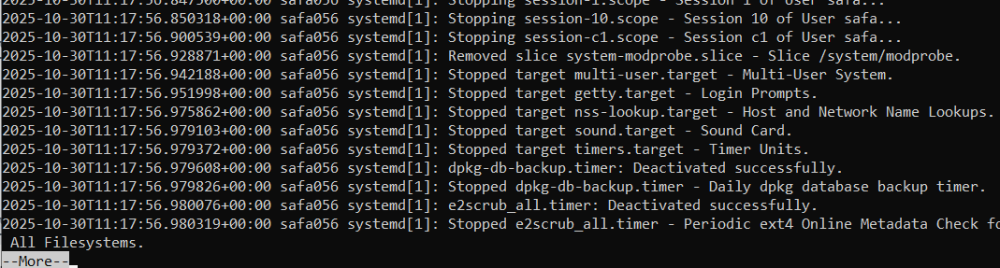 2025-10-30T11:17:56.847500+00:00 safa056 systemd[1]: Stopping session-1.scope - Session 1 of User safa...
2025-10-30T11:17:56.850318+00:00 safa056 systemd[1]: Stopping session-10.scope - Session 10 of User safa...
2025-10-30T11:17:56.900539+00:00 safa056 systemd[1]: Stopping session-c1.scope - Session c1 of User safa...
2025-10-30T11:17:56.928871+00:00 safa056 systemd[1]: Removed slice system-modprobe.slice - Slice /system/modprobe.
2025-10-30T11:17:56.942188+00:00 safa056 systemd[1]: Stopped target multi-user.target - Multi-User System.
2025-10-30T11:17:56.951998+00:00 safa056 systemd[1]: Stopped target getty.target - Login Prompts.
2025-10-30T11:17:56.975862+00:00 safa056 systemd[1]: Stopped target nss-lookup.target - Host and Network Name Lookups.
2025-10-30T11:17:56.979103+00:00 safa056 systemd[1]: Stopped target sound.target - Sound Card.
2025-10-30T11:17:56.979372+00:00 safa056 systemd[1]: Stopped target timers.target - Timer Units.
2025-10-30T11:17:56.979608+00:00 safa056 systemd[1]: dpkg-db-backup.timer: Deactivated successfully.
2025-10-30T11:17:56.979826+00:00 safa056 systemd[1]: Stopped dpkg-db-backup.timer - Daily dpkg database backup timer.
2025-10-30T11:17:56.980076+00:00 safa056 systemd[1]: e2scrub_all.timer: Deactivated successfully.
2025-10-30T11:17:56.980319+00:00 safa056 systemd[1]: Stopped e2scrub_all.timer - Periodic ext4 Online Metadata Check fo
All Filesystems.
--More--